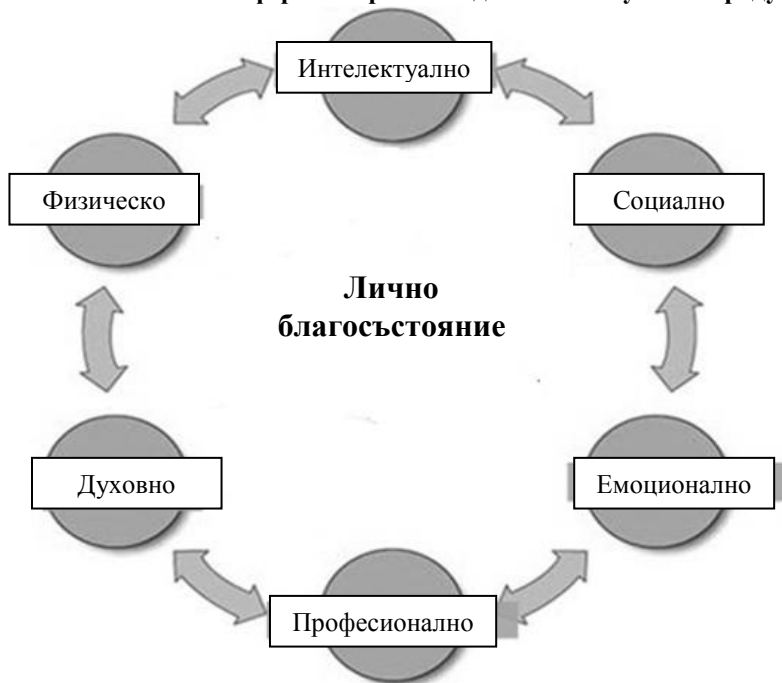 Интелектуално
Физическо
Социално
Лично
благосъстояние
Духовно
Емоционално
Професионално